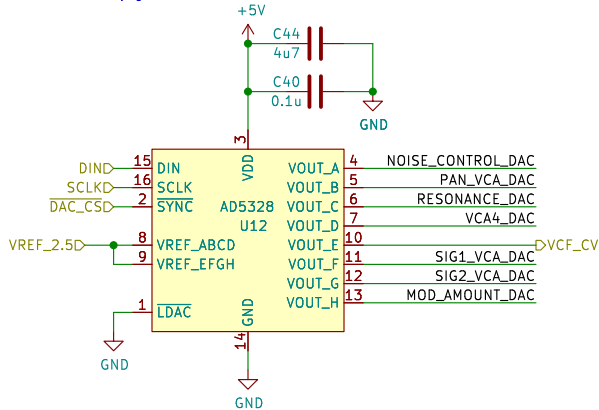 +5V
C44
4u7
C40
0.1u
GND
3
VDD
DIN 15 DIN
SCLK 16 SCLK
DAC_CS 2 SYNC
VREF_2.5 8 VREF_ABCD
9 VREF_EFGH
1 LDAC
GND
AD5328
U12
VOUT_A 4 NOISE_CONTROL_DAC
VOUT_B 5 PAN_VCA_DAC
VOUT_C 6 RESONANCE_DAC
VOUT_D 7 VCA4_DAC
VOUT_E 10 VCF_CV
VOUT_F 11 SIG1_VCA_DAC
VOUT_G 12 SIG2_VCA_DAC
VOUT_H 13 MOD_AMOUNT_DAC
GND
14
GND